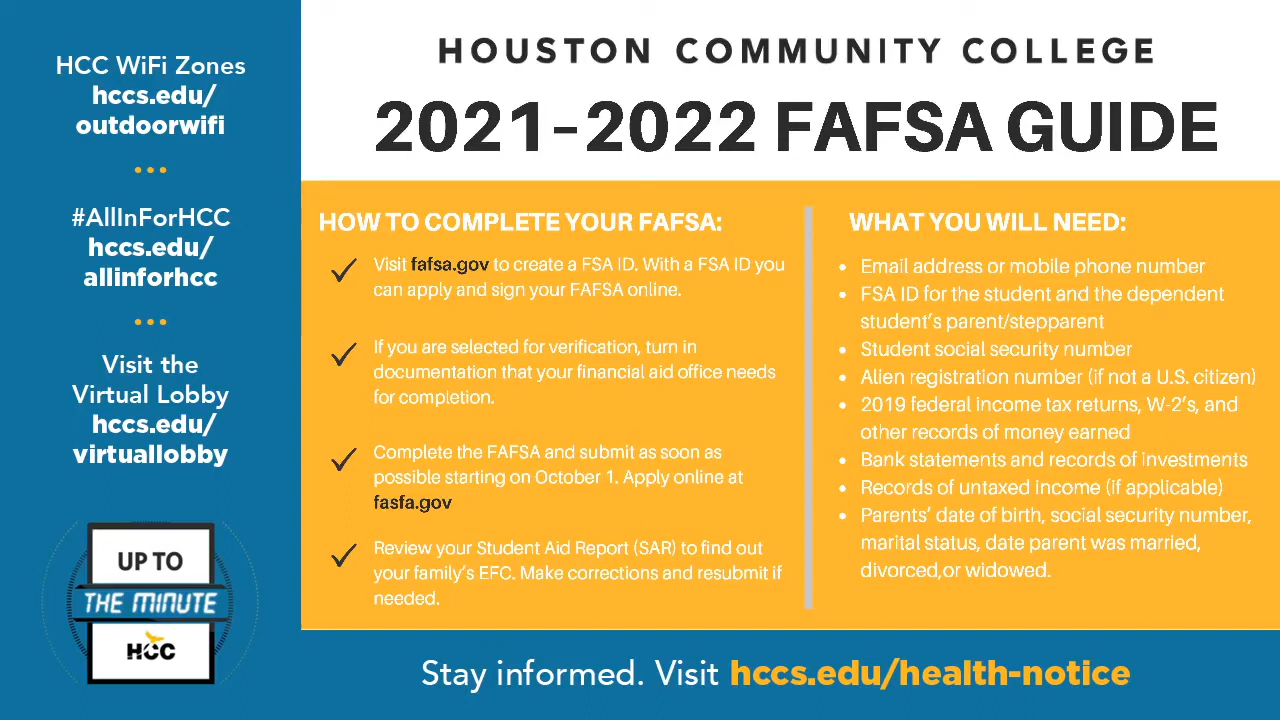 HCC WiFi Zones
hccs.edu/
outdoorwifi
#AllInForHCC
hccs.edu/
allinforhcc
Visit the
Virtual Lobby
hccs.edu/
virtuallobby
UP TO
THE MINUTE
HCC
HOUSTON COMMUNITY COLLEGE
2021-2022 FAFSA GUIDE
HOW TO COMPLETE YOUR FAFSA:
Visit fafsa.gov to create a FSA ID. With a FSA ID you
can apply and sign your FAFSA online.
If you are selected for verification, turn in
documentation that your financial aid office needs
for completion.
Complete the FAFSA and submit as soon as
possible starting on October 1. Apply online at
fasfa.gov
Review your Student Aid Report (SAR) to find out
your family's EFC. Make corrections and resubmit if
needed.
WHAT YOU WILL NEED:
• Email address or mobile phone number
• FSA ID for the student and the dependent
student's parent/stepparent
• Student social security number
• Alien registration number (if not a U.S. citizen)
• 2019 federal income tax returns, W-2's, and
other records of money earned
• Bank statements and records of investments
• Records of untaxed income (if applicable)
• Parents' date of birth, social security number,
marital status, date parent was married,
divorced,or widowed.
Stay informed. Visit hccs.edu/health-notice